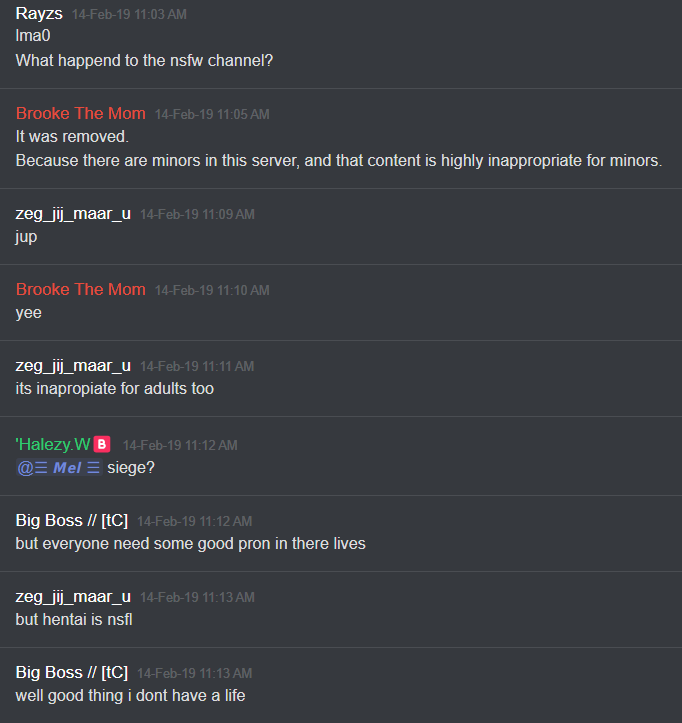 Rayzs 14-Feb-19 11:03 AM
lma0
What happend to the nsfw channel?
Brooke The Mom 14-Feb-19 11:05 AM
It was removed.
Because there are minors in this server, and that content is highly inappropriate for minors.
zeg_jij_maar_u 14-Feb-19 11:09 AM
jup
Brooke The Mom 14-Feb-19 11:10 AM
yee
zeg_jij_maar_u 14-Feb-19 11:11 AM
its inapropiate for adults too
'Halezy.W B 14-Feb-19 11:12 AM
@☰ Mel ☰ siege?
Big Boss // [tC] 14-Feb-19 11:12 AM
but everyone need some good pron in there lives
zeg_jij_maar_u 14-Feb-19 11:13 AM
but hentai is nsfl
Big Boss // [tC] 14-Feb-19 11:13 AM
well good thing i dont have a life